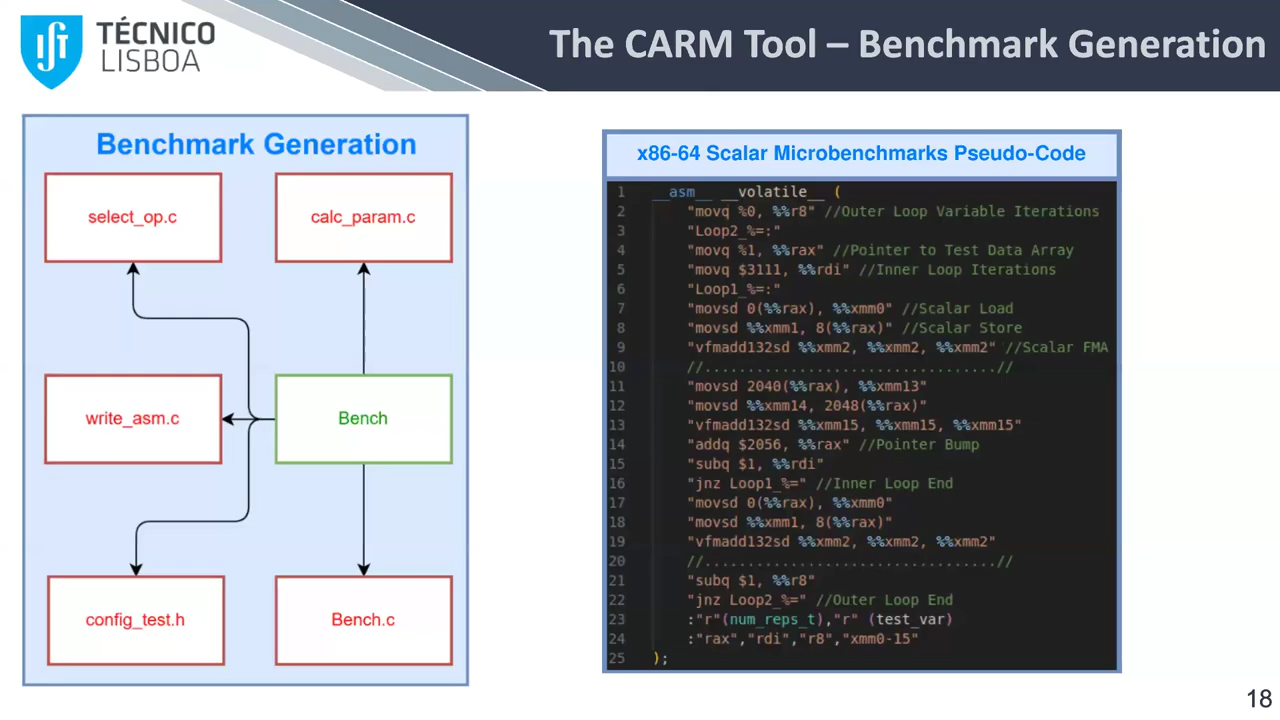 TÉCNICO
LISBOA
The CARM Tool – Benchmark Generation
Benchmark Generation
select_op.c
calc_param.c
write_asm.c
Bench
config_test.h
Bench.c
x86-64 Scalar Microbenchmarks Pseudo-Code
1 __asm__ __volatile__ (
2 "movq %0, %%r8" //Outer Loop Variable Iterations
3 "Loop2_%=:"
4 "movq %1, %%rax" //Pointer to Test Data Array
5 "movq $3111, %%rdi" //Inner Loop Iterations
6 "Loop1_%=:"
7 "movsd 0(%%rax), %%xmm0" //Scalar Load
8 "movsd %%xmm1, 8(%%rax)" //Scalar Store
9 "vfmadd132sd %%xmm2, %%xmm2, %%xmm2" //Scalar FMA
10 //...................................//
11 "movsd 2040(%%rax), %%xmm13"
12 "movsd %%xmm14, 2048(%%rax)"
13 "vfmadd132sd %%xmm15, %%xmm15, %%xmm15"
14 "addq $2056, %%rax" //Pointer Bump
15 "subq $1, %%rdi"
16 "jnz Loop1_%=" //Inner Loop End
17 "movsd 0(%%rax), %%xmm0"
18 "movsd %%xmm1, 8(%%rax)"
19 "vfmadd132sd %%xmm2, %%xmm2, %%xmm2"
20 //...................................//
21 "subq $1, %%r8"
22 "jnz Loop2_%=" //Outer Loop End
23 :"r"(num_reps_t),"r" (test_var)
24 :"rax","rdi","r8","xmm0-15"
25 );
18